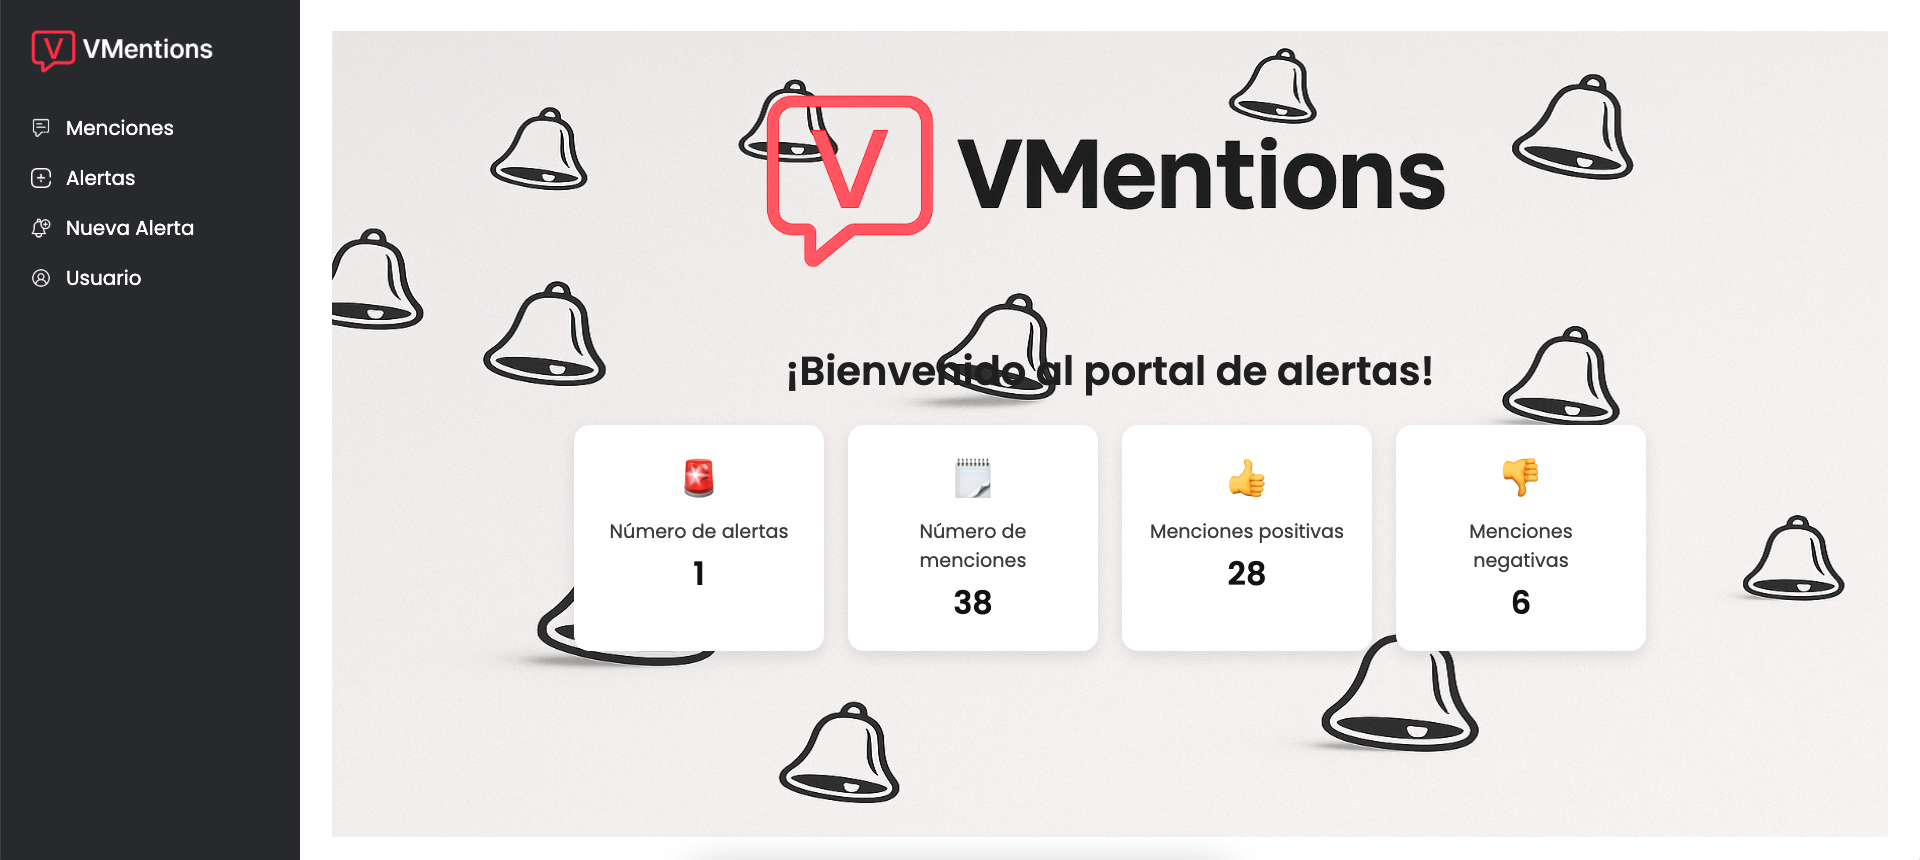 V VMentions
Menciones
Alertas
Nueva Alerta
Usuario
V VMentions
¡Bienvenido al portal de alertas!
Número de alertas
1
Número de
menciones
38
Menciones positivas
28
Menciones
negativas
6